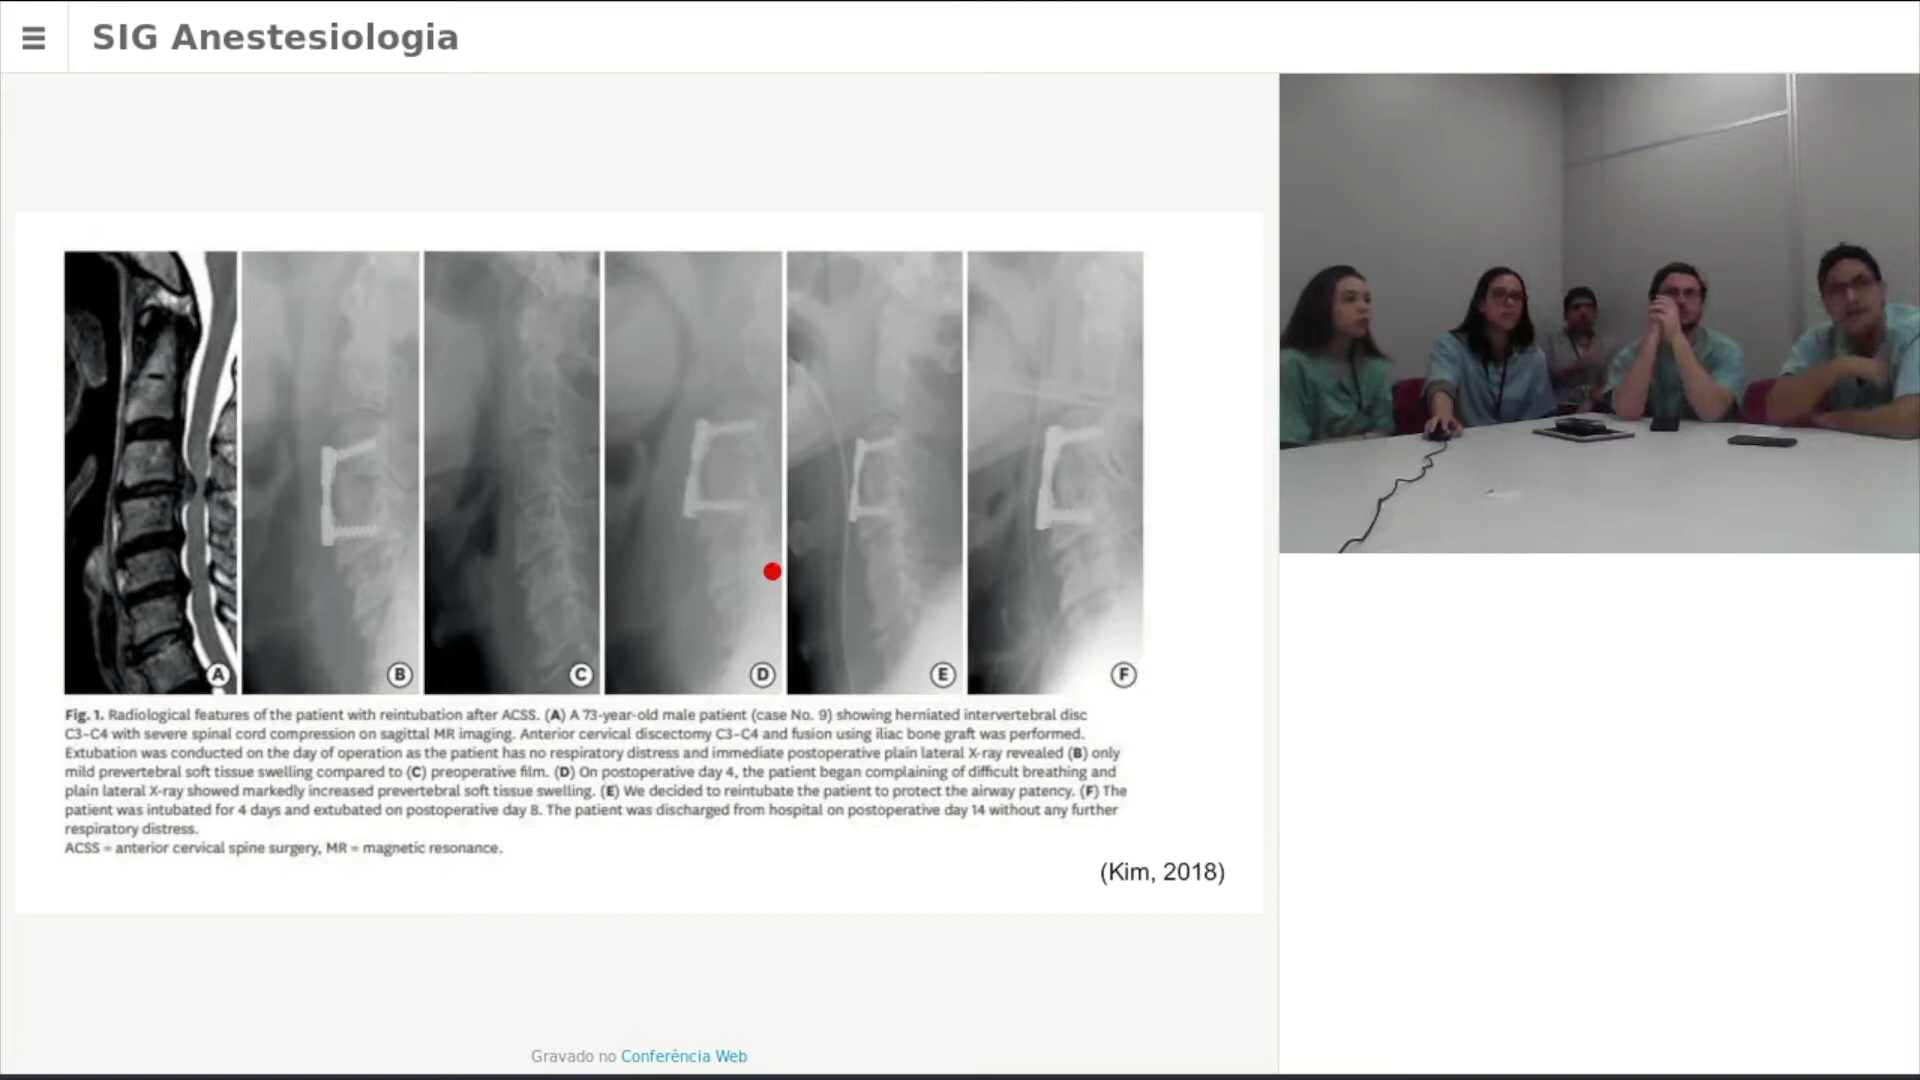 SIG Anestesiologia
A
B
C
D
E
F
Fig. 1. Radiological features of the patient with reintubation after ACSS. (A) A 73-year-old male patient (case No. 9) showing herniated intervertebral disc
C3–C4 with severe spinal cord compression on sagittal MR imaging. Anterior cervical discectomy C3–C4 and fusion using iliac bone graft was performed.
Extubation was conducted on the day of operation as the patient has no respiratory distress and immediate postoperative plain lateral X-ray revealed (B) only
mild prevertebral soft tissue swelling compared to (C) preoperative film. (D) On postoperative day 4, the patient began complaining of difficult breathing and
plain lateral X-ray showed markedly increased prevertebral soft tissue swelling. (E) We decided to reintubate the patient to protect the airway patency. (F) The
patient was intubated for 4 days and extubated on postoperative day 8. The patient was discharged from hospital on postoperative day 14 without any further
respiratory distress.
ACSS = anterior cervical spine surgery, MR = magnetic resonance.
(Kim, 2018)
Gravado no Conferência Web